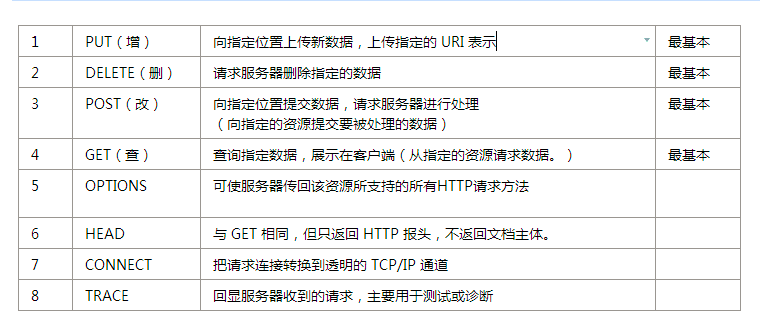 1 PUT（增） 向指定位置上传新数据，上传指定的 URI 表示 最基本
2 DELETE（删） 请求服务器删除指定的数据 最基本
3 POST（改） 向指定位置提交数据，请求服务器进行处理 最基本
（向指定的资源提交要被处理的数据）
4 GET（查） 查询指定数据，展示在客户端（从指定的资源请求数据。） 最基本
5 OPTIONS 可使服务器传回该资源所支持的所有HTTP请求方法
6 HEAD 与 GET 相同，但只返回 HTTP 报头，不返回文档主体。
7 CONNECT 把请求连接转换到透明的 TCP/IP 通道
8 TRACE 回显服务器收到的请求，主要用于测试或诊断